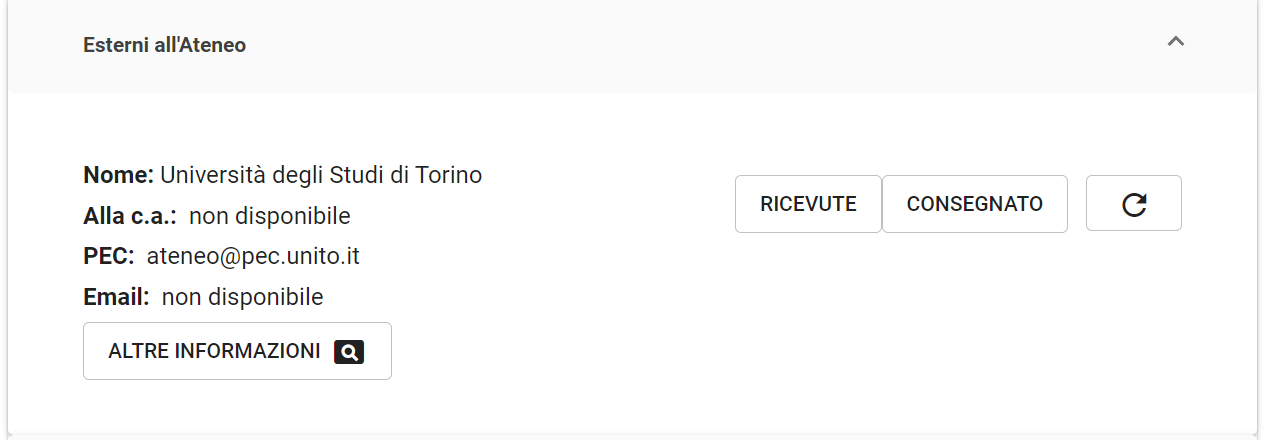 Esterni all'Ateneo
Nome: Università degli Studi di Torino
RICEVUTE
CONSEGNATO
Alla c.a.: non disponibile
PEC: ateneo@pec.unito.it
Email: non disponibile
ALTRE INFORMAZIONI